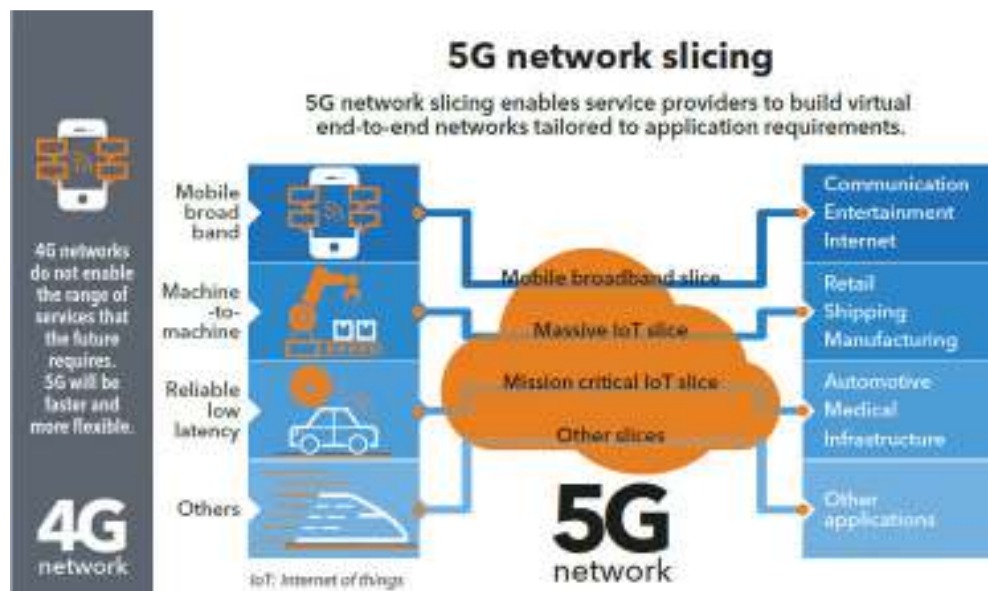 4G networks
do not enable
the range of
services that
the future
requires.
5G will be
faster and
more flexible.
4G
network
5G network slicing
5G network slicing enables service providers to build virtual
end-to-end networks tailored to application requirements.
Mobile
broad
band
Machine
-to-
machine
Reliable
low
latency
Others
Mobile broadband slice
Massive IoT slice
Mission critical IoT slice
Other slices
Communication
Entertainment
Internet
Retail
Shipping
Manufacturing
Automotive
Medical
Infrastructure
Other
applications
5G
network
IoT: Internet of things